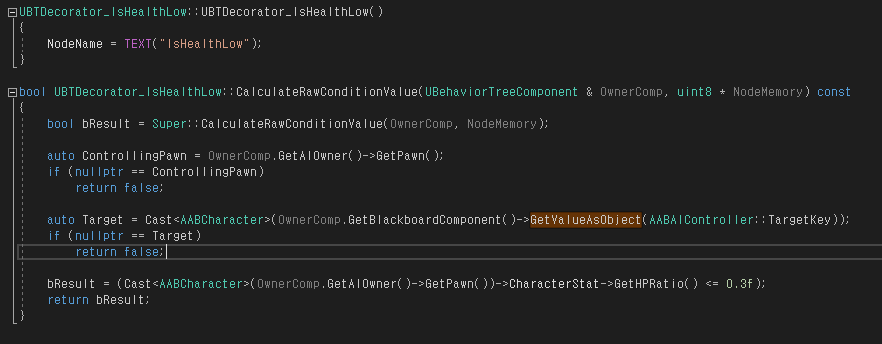 UBTDecorator_IsHealthLow::UBTDecorator_IsHealthLow()
{
    NodeName = TEXT("IsHealthLow");
}

bool UBTDecorator_IsHealthLow::CalculateRawConditionValue(UBehaviorTreeComponent & OwnerComp, uint8 * NodeMemory) const
{
    bool bResult = Super::CalculateRawConditionValue(OwnerComp, NodeMemory);

    auto ControllingPawn = OwnerComp.GetAIOwner()->GetPawn();
    if (nullptr == ControllingPawn)
        return false;

    auto Target = Cast<AABCharacter>(OwnerComp.GetBlackboardComponent()->GetValueAsObject(AABAIController::TargetKey));
    if (nullptr == Target)
        return false;

    bResult = (Cast<AABCharacter>(OwnerComp.GetAIOwner()->GetPawn())->CharacterStat->GetHPRatio() <= 0.3f);
    return bResult;
}